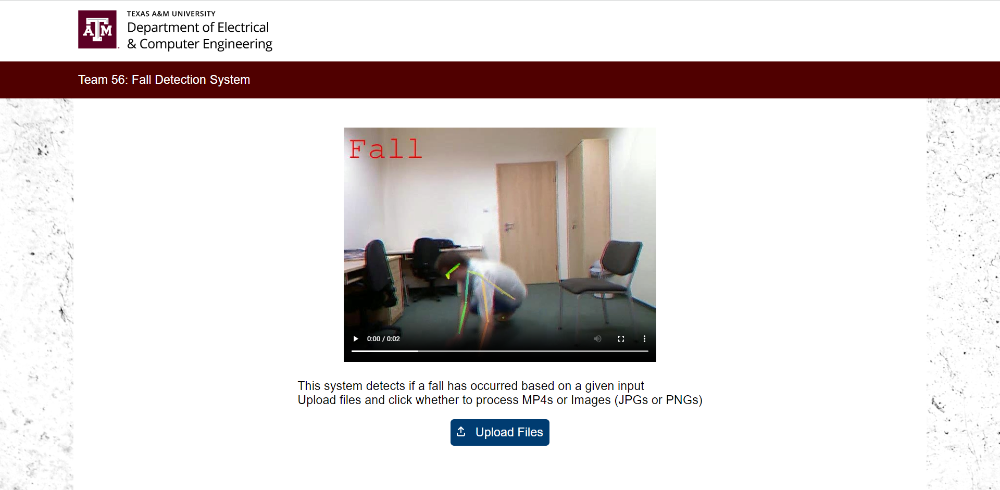 TEXAS A&M UNIVERSITY
Department of Electrical
& Computer Engineering
ATM
Team 56: Fall Detection System
Fall
0:00 / 0:02
This system detects if a fall has occurred based on a given input
Upload files and click whether to process MP4s or Images (JPGs or PNGs)
Upload Files